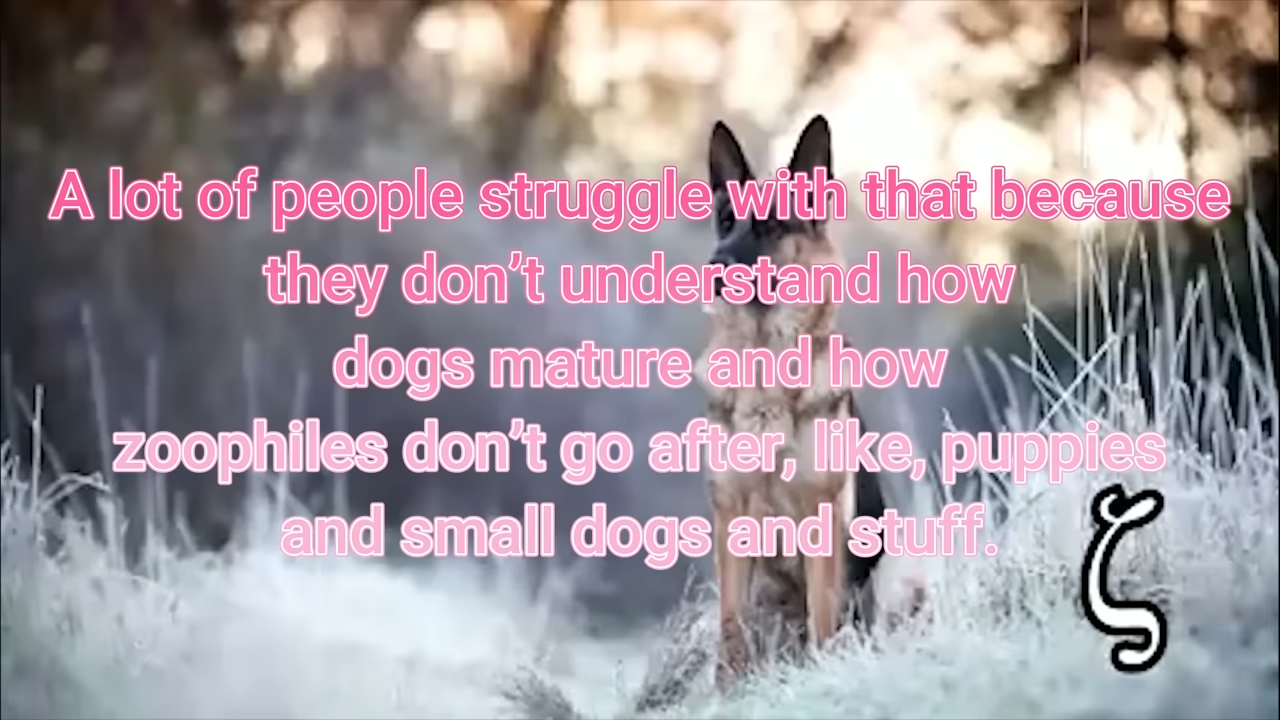 A lot of people struggle with that because
they don’t understand how
dogs mature and how
zoophiles don’t go after, like, puppies
and small dogs and stuff.
ζ